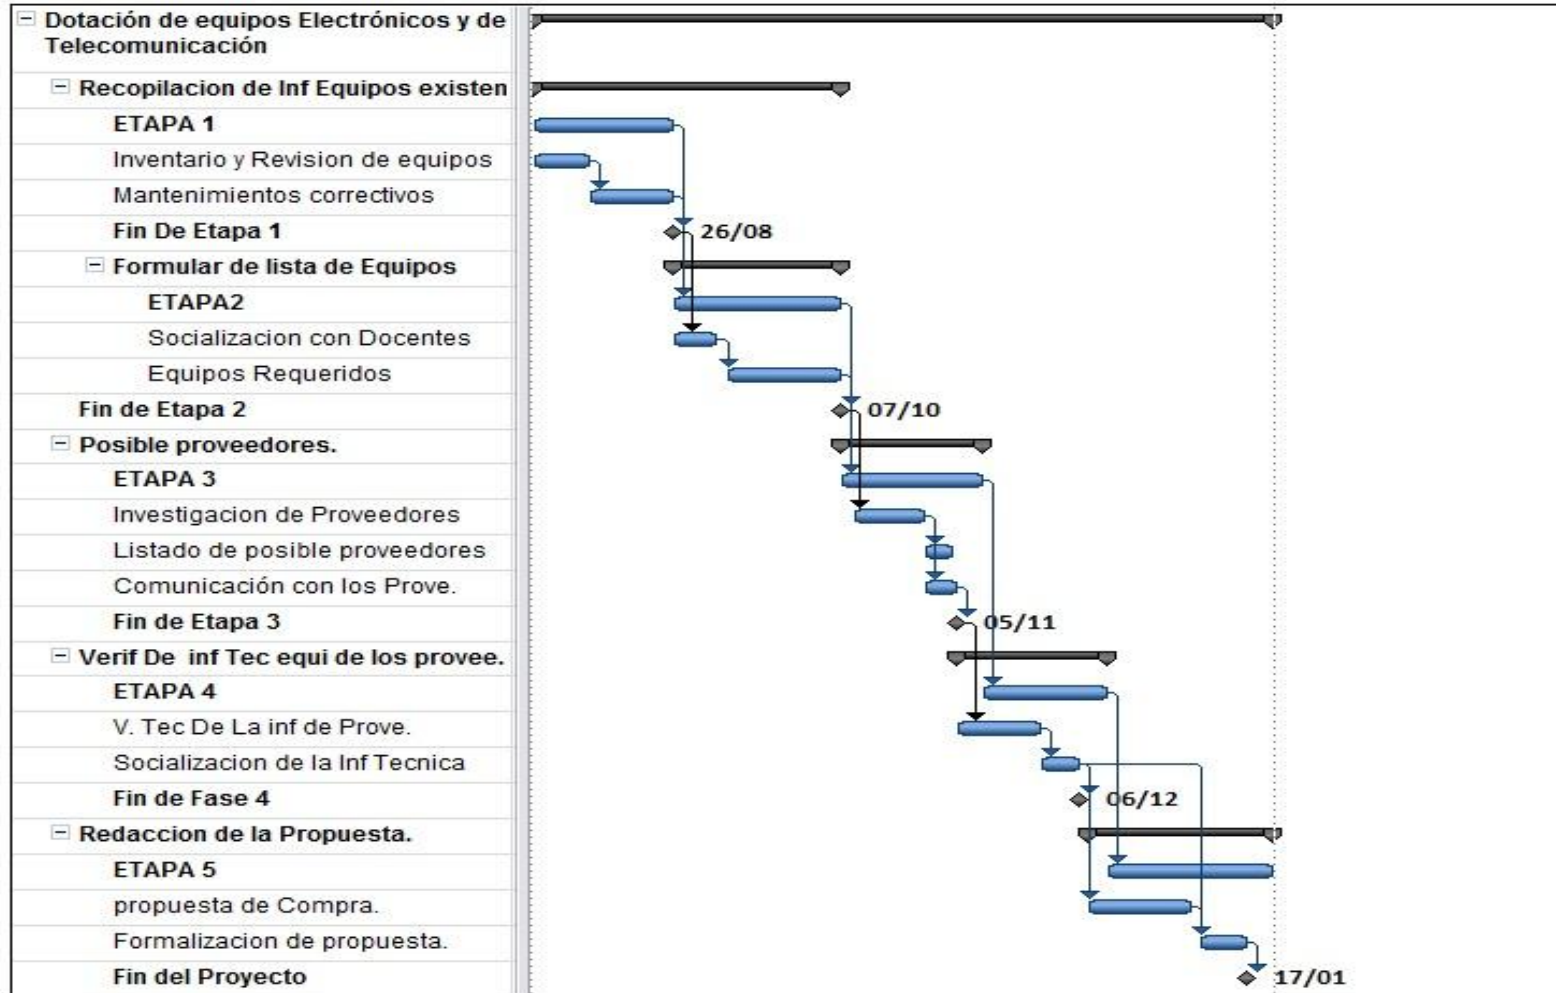 Dotación de equipos Electrónicos y de
Telecomunicación
Recopilacion de Inf Equipos existen
ETAPA 1
Inventario y Revision de equipos
Mantenimientos correctivos
Fin De Etapa 1
26/08
Formular de lista de Equipos
ETAPA2
Socializacion con Docentes
Equipos Requeridos
Fin de Etapa 2
07/10
Posible proveedores.
ETAPA 3
Investigacion de Proveedores
Listado de posible proveedores
Comunicación con los Prove.
Fin de Etapa 3
05/11
Verif De inf Tec equi de los provee.
ETAPA 4
V. Tec De La inf de Prove.
Socializacion de la Inf Tecnica
Fin de Fase 4
06/12
Redaccion de la Propuesta.
ETAPA 5
propuesta de Compra.
Formalizacion de propuesta.
Fin del Proyecto
17/01